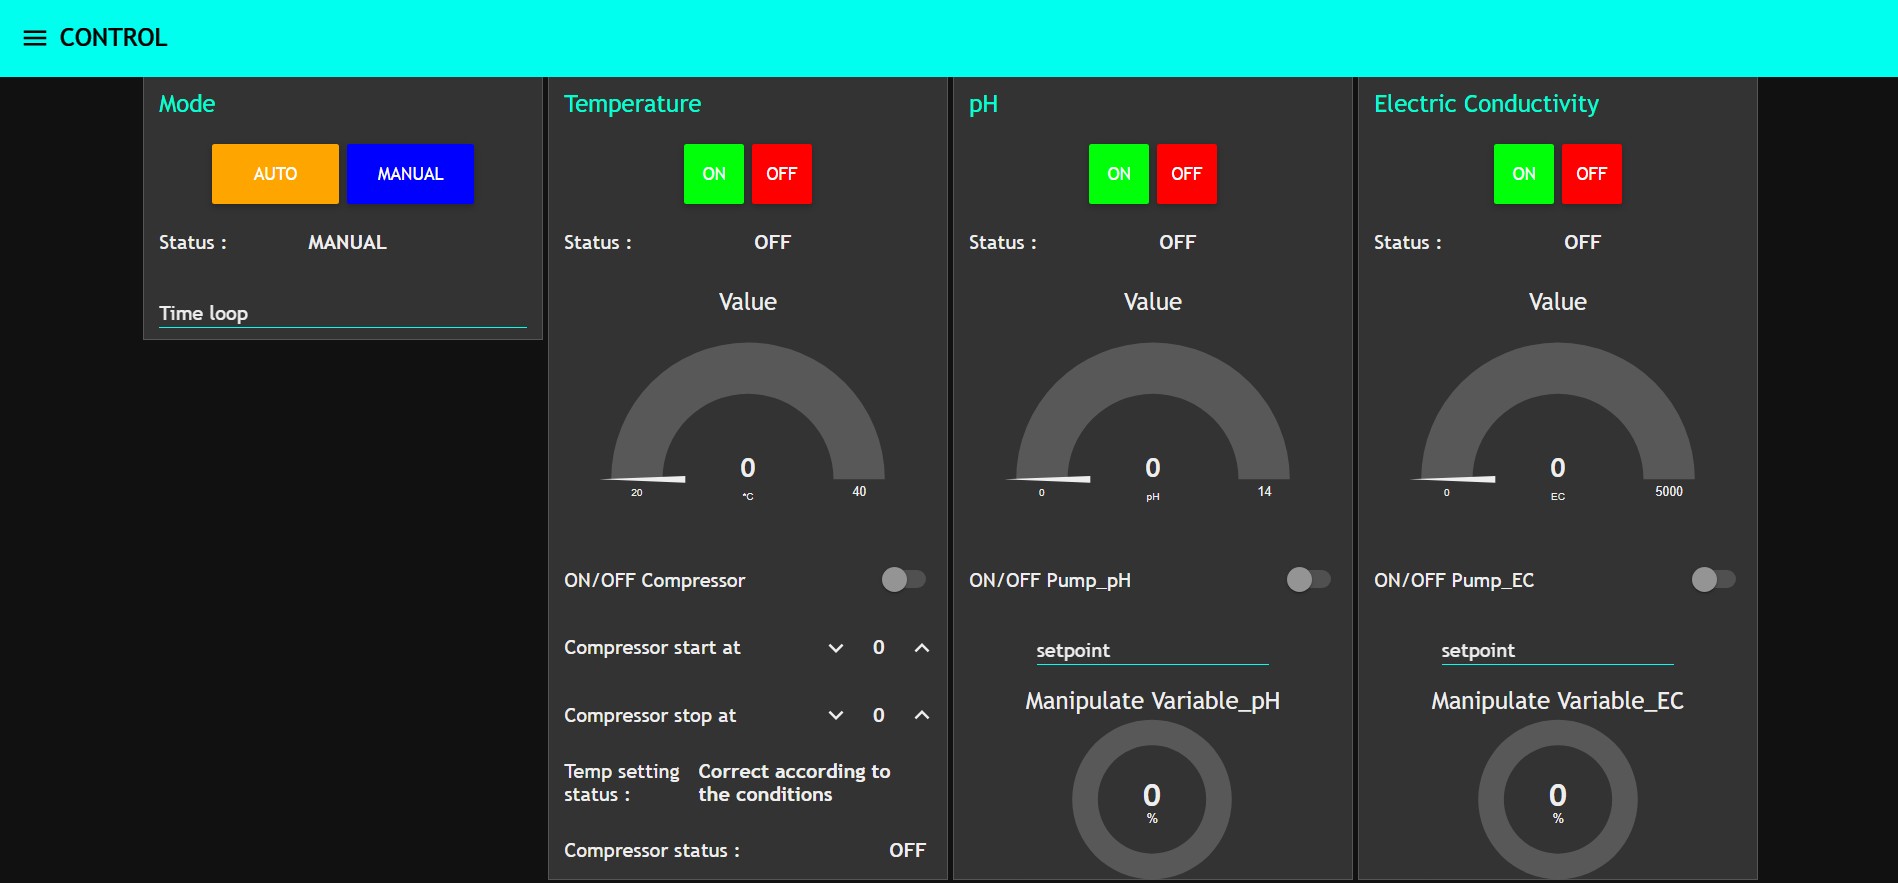 CONTROL
Mode
AUTO MANUAL
Status : MANUAL
Time loop
Temperature
ON OFF
Status : OFF
Value
0
20 °C 40
ON/OFF Compressor
Compressor start at 0
Compressor stop at 0
Temp setting status : Correct according to the conditions
Compressor status : OFF
pH
ON OFF
Status : OFF
Value
0
0 pH 14
ON/OFF Pump_pH
setpoint
Manipulate Variable_pH
0
%
Electric Conductivity
ON OFF
Status : OFF
Value
0
0 EC 5000
ON/OFF Pump_EC
setpoint
Manipulate Variable_EC
0
%